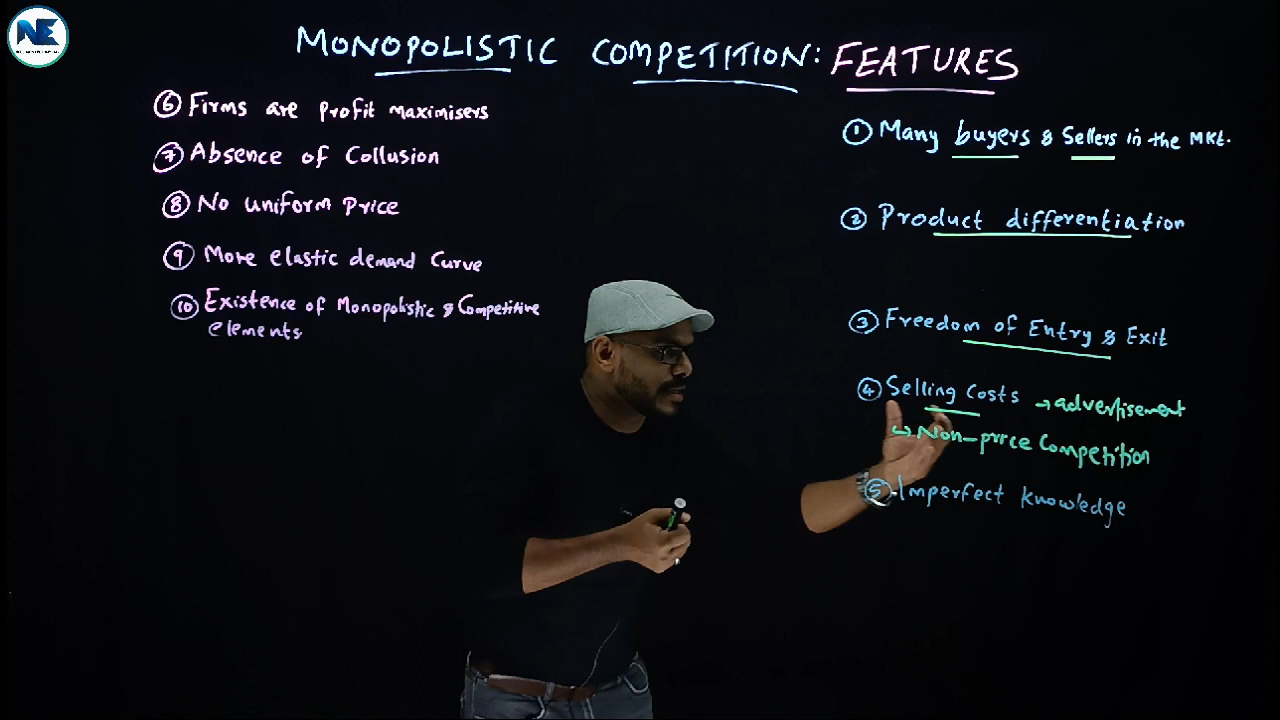 NE
MONOPOLISTIC COMPETITION: FEATURES
① Many buyers & Sellers in the MKt.
② Product differentiation
③ Freedom of Entry & Exit
④ Selling Costs → advertisement
↳ Non-price Competition
⑤ Imperfect knowledge
⑥ Firms are profit maximisers
⑦ Absence of Collusion
⑧ No uniform Price
⑨ More elastic demand Curve
⑩ Existence of Monopolistic & Competitive
elements